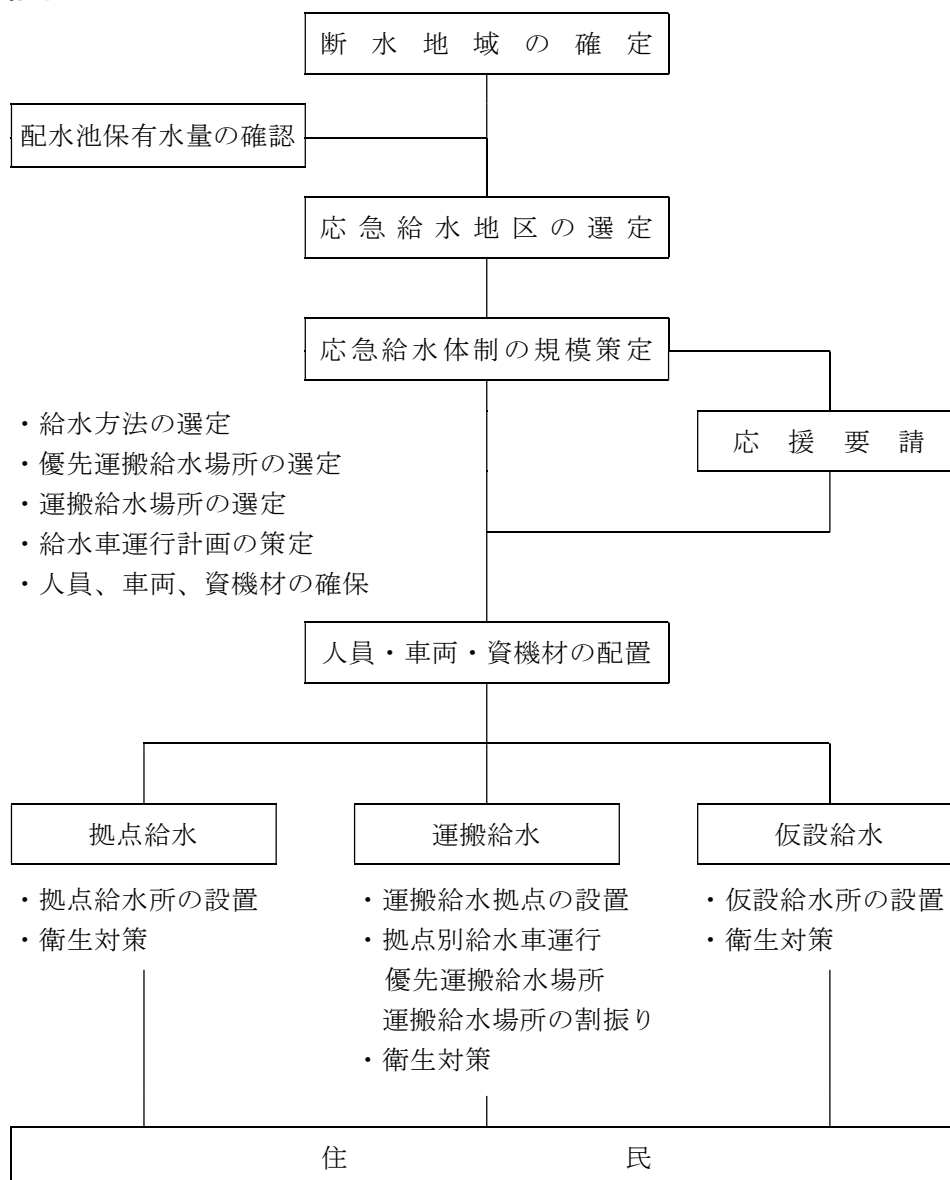 断水地域の確定
配水池保有水量の確認
応急給水地区の選定
応急給水体制の規模策定
・給水方法の選定
・優先運搬給水場所の選定
・運搬給水場所の選定
・給水車運行計画の策定
・人員、車両、資機材の確保
応援要請
人員・車両・資機材の配置
拠点給水
・拠点給水所の設置
・衛生対策
運搬給水
・運搬給水拠点の設置
・拠点別給水車運行
優先運搬給水場所
運搬給水場所の割振り
・衛生対策
仮設給水
・仮設給水所の設置
・衛生対策
住民